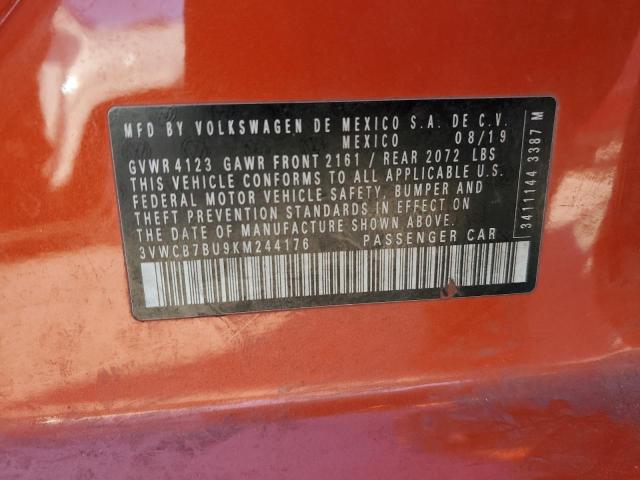 MFD BY VOLKSWAGEN DE MEXICO S.A. DE C.V.
MEXICO 08/19
GVWR 4123 GAWR FRONT 2161 / REAR 2072 LBS
THIS VEHICLE CONFORMS TO ALL APPLICABLE U.S.
FEDERAL MOTOR VEHICLE SAFETY, BUMPER AND
THEFT PREVENTION STANDARDS IN EFFECT ON
THE DATE OF MANUFACTURE SHOWN ABOVE.
3VWCB7BU9KM244176 PASSENGER CAR
3411144 3387 M